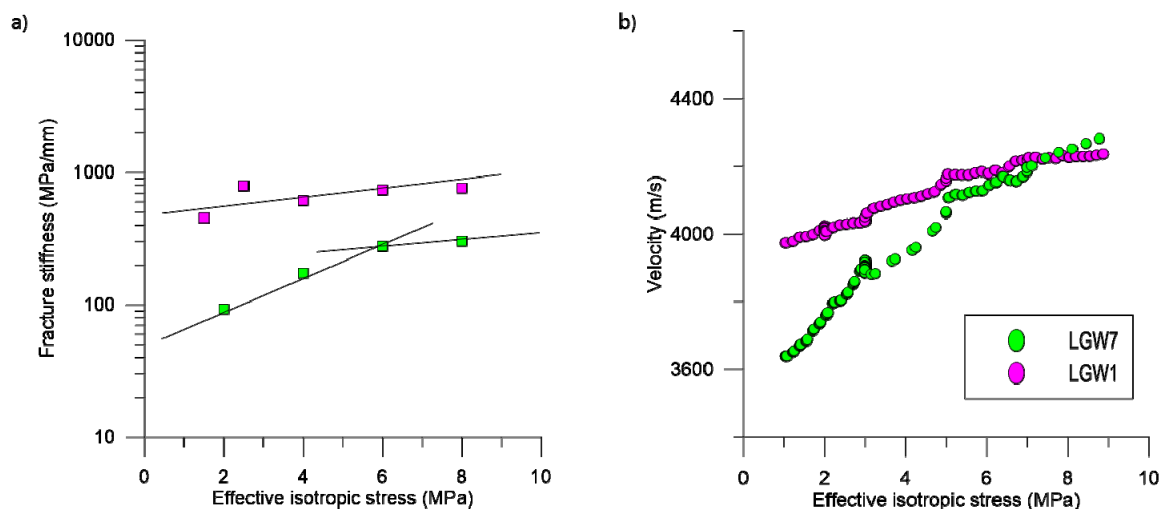 a)
10000
1000
100
10
Fracture stiffness (MPa/mm)
0 2 4 6 8 10
Effective isotropic stress (MPa)
b)
4400
4000
3600
Velocity (m/s)
LGW7
LGW1
0 2 4 6 8 10
Effective isotropic stress (MPa)